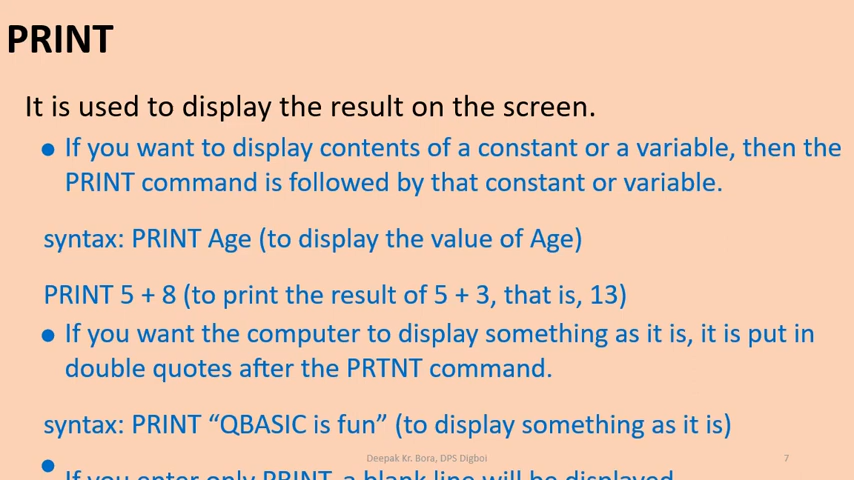 PRINT
It is used to display the result on the screen.
● If you want to display contents of a constant or a variable, then the
PRINT command is followed by that constant or variable.
syntax: PRINT Age (to display the value of Age)
PRINT 5 + 8 (to print the result of 5 + 3, that is, 13)
● If you want the computer to display something as it is, it is put in
double quotes after the PRTNT command.
syntax: PRINT “QBASIC is fun” (to display something as it is)
●
If you enter only PRINT, a blank line will be displayed
Deepak Kr. Bora, DPS Digboi
7